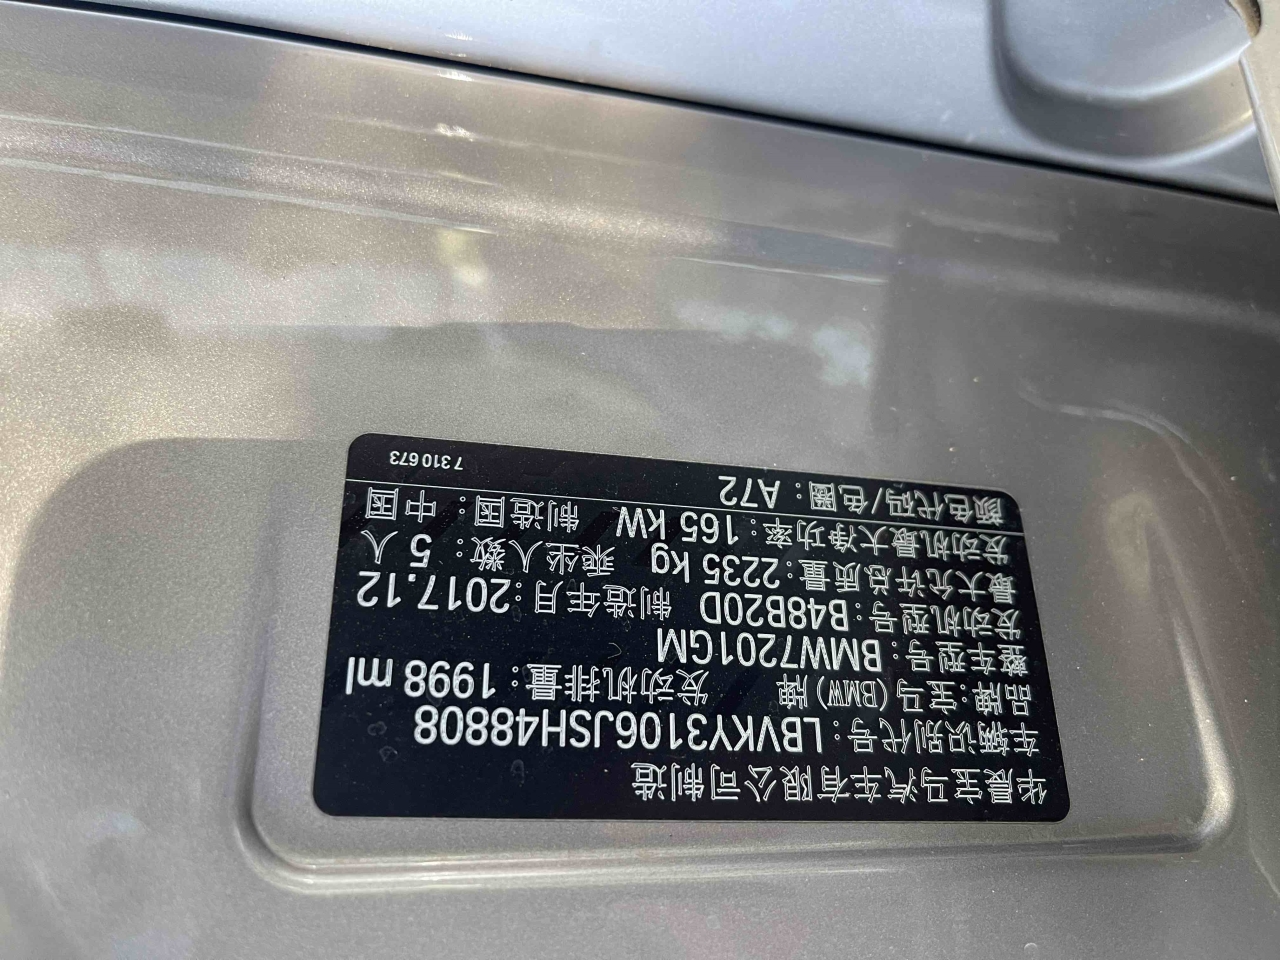 华晨宝马汽车有限公司制造
车辆识别代号：LBVKY3106JSH48808
品牌：宝马(BMW)牌 发动机排量：1998 ml
整车型号：BMW7201GM
发动机型号：B48B20D 制造年月：2017.12
最大允许总质量：2235 kg 乘坐人数：5 人
发动机最大净功率：165 kW 制造国：中国
颜色代码/色圈：A72
7 310 673